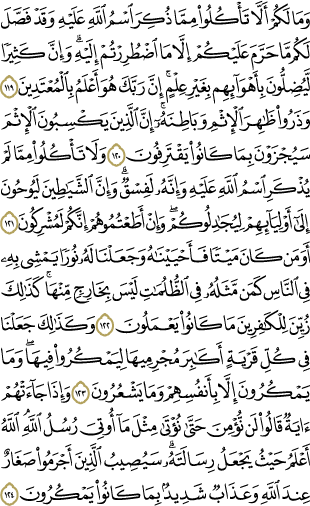 وَمَا لَكُمْ أَلَّا تَأْكُلُوا۟ مِمَّا ذُكِرَ ٱسْمُ ٱللَّهِ عَلَيْهِ وَقَدْ فَصَّلَ
لَكُم مَّا حَرَّمَ عَلَيْكُمْ إِلَّا مَا ٱضْطُرِرْتُمْ إِلَيْهِ ۗ وَإِنَّ كَثِيرًا
لَّيُضِلُّونَ بِأَهْوَآئِهِم بِغَيْرِ عِلْمٍ ۗ إِنَّ رَبَّكَ هُوَ أَعْلَمُ بِٱلْمُعْتَدِينَ ١١٩
وَذَرُوا۟ ظَٰهِرَ ٱلْإِثْمِ وَبَاطِنَهُۥٓ ۚ إِنَّ ٱلَّذِينَ يَكْسِبُونَ ٱلْإِثْمَ
سَيُجْزَوْنَ بِمَا كَانُوا۟ يَقْتَرِفُونَ ١٢٠ وَلَا تَأْكُلُوا۟ مِمَّا لَمْ
يُذْكَرِ ٱسْمُ ٱللَّهِ عَلَيْهِ وَإِنَّهُۥ لَفِسْقٌ ۗ وَإِنَّ ٱلشَّيَٰطِينَ لَيُوحُونَ
إِلَىٰٓ أَوْلِيَآئِهِمْ لِيُجَٰدِلُوكُمْ ۖ وَإِنْ أَطَعْتُمُوهُمْ إِنَّكُمْ لَمُشْرِكُونَ ١٢١
أَوَمَن كَانَ مَيْتًا فَأَحْيَيْنَٰهُ وَجَعَلْنَا لَهُۥ نُورًا يَمْشِى بِهِۦ
فِى ٱلنَّاسِ كَمَن مَّثَلُهُۥ فِى ٱلظُّلُمَٰتِ لَيْسَ بِخَارِجٍ مِّنْهَا ۚ كَذَٰلِكَ
زُيِّنَ لِلْكَٰفِرِينَ مَا كَانُوا۟ يَعْمَلُونَ ١٢٢ وَكَذَٰلِكَ جَعَلْنَا
فِى كُلِّ قَرْيَةٍ أَكَٰبِرَ مُجْرِمِيهَا لِيَمْكُرُوا۟ فِيهَا ۖ وَمَا
يَمْكُرُونَ إِلَّا بِأَنفُسِهِمْ وَمَا يَشْعُرُونَ ١٢٣ وَإِذَا جَآءَتْهُمْ
ءَايَةٌ قَالُوا۟ لَن نُّؤْمِنَ حَتَّىٰ نُؤْتَىٰ مِثْلَ مَآ أُوتِىَ رُسُلُ ٱللَّهِ ۘ ٱللَّهُ
أَعْلَمُ حَيْثُ يَجْعَلُ رِسَالَتَهُۥ ۗ سَيُصِيبُ ٱلَّذِينَ أَجْرَمُوا۟ صَغَارٌ
عِندَ ٱللَّهِ وَعَذَابٌ شَدِيدٌۢ بِمَا كَانُوا۟ يَمْكُرُونَ ١٢٤